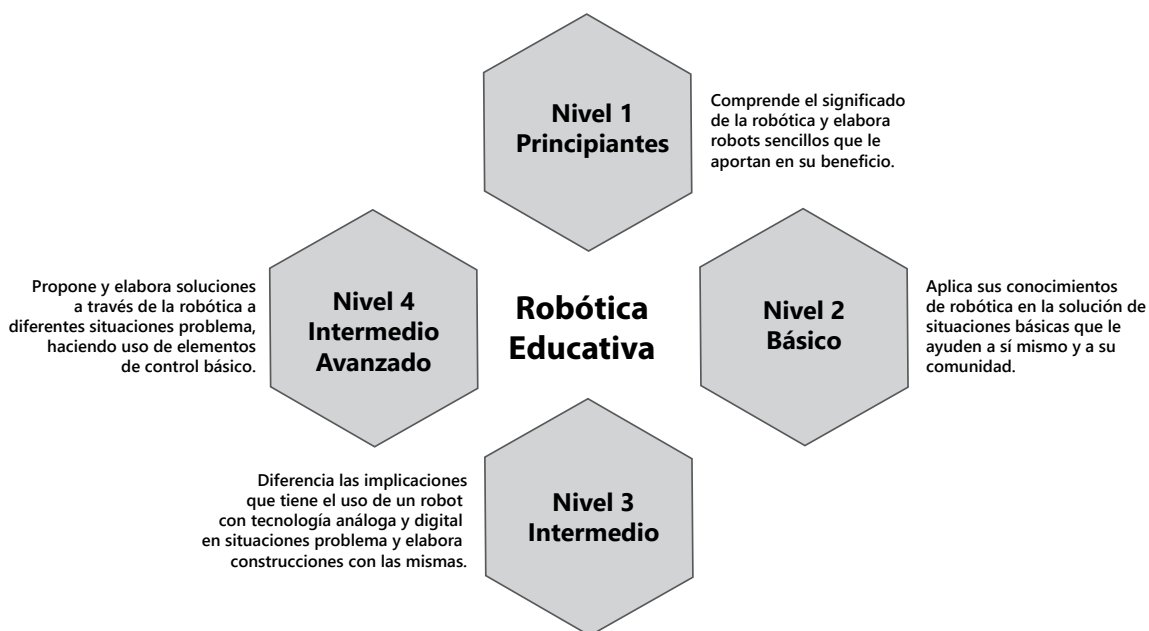 Nivel 1
Principiantes
Comprende el significado
de la robótica y elabora
robots sencillos que le
aportan en su beneficio.
Propone y elabora soluciones
a través de la robótica a
diferentes situaciones problema,
haciendo uso de elementos
de control básico.
Nivel 4
Intermedio
Avanzado
Robótica
Educativa
Nivel 2
Básico
Aplica sus conocimientos
de robótica en la solución de
situaciones básicas que le
ayuden a sí mismo y a su
comunidad.
Diferencia las implicaciones
que tiene el uso de un robot
con tecnología análoga y digital
en situaciones problema y elabora
construcciones con las mismas.
Nivel 3
Intermedio